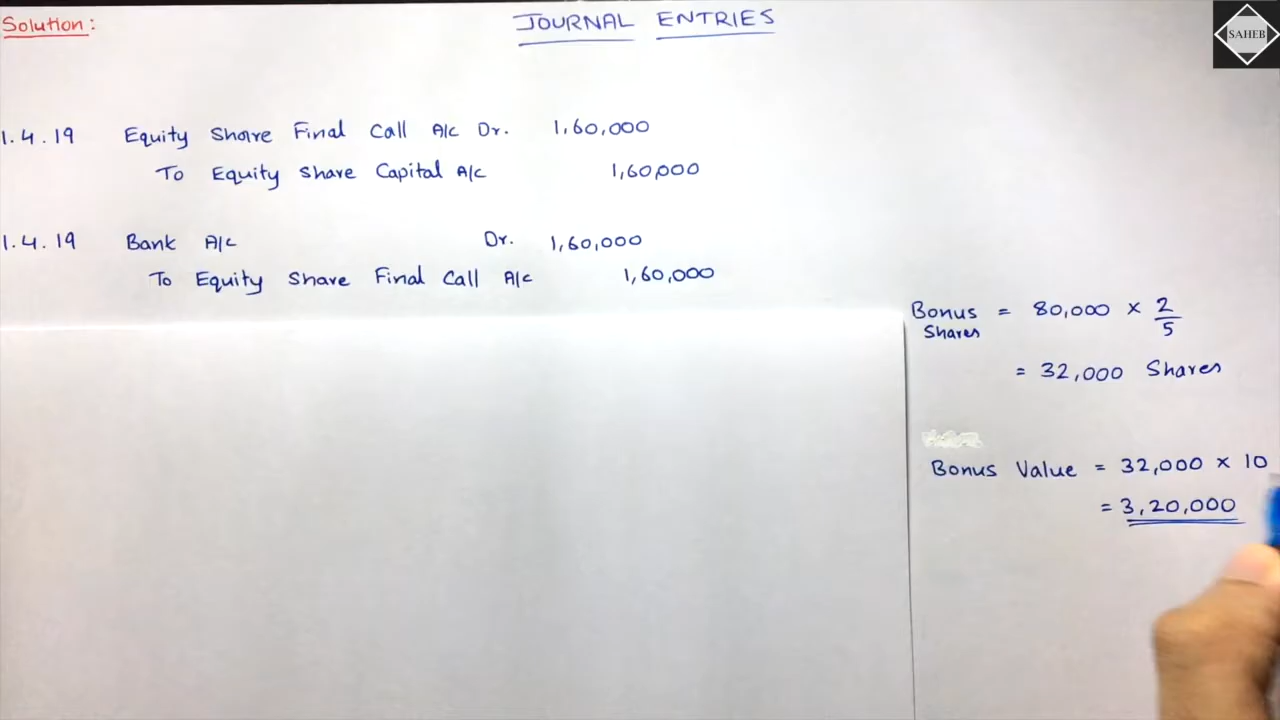 Solution :
JOURNAL ENTRIES
SAHEB
1.4.19 Equity Share Final Call A/c Dr. 1,60,000
To Equity Share Capital A/c 1,60,000
1.4.19 Bank A/c Dr. 1,60,000
To Equity Share Final Call A/c 1,60,000
Bonus Shares = 80,000 × 2/5
= 32,000 Shares
Bonus Value = 32,000 × 10
= 3,20,000